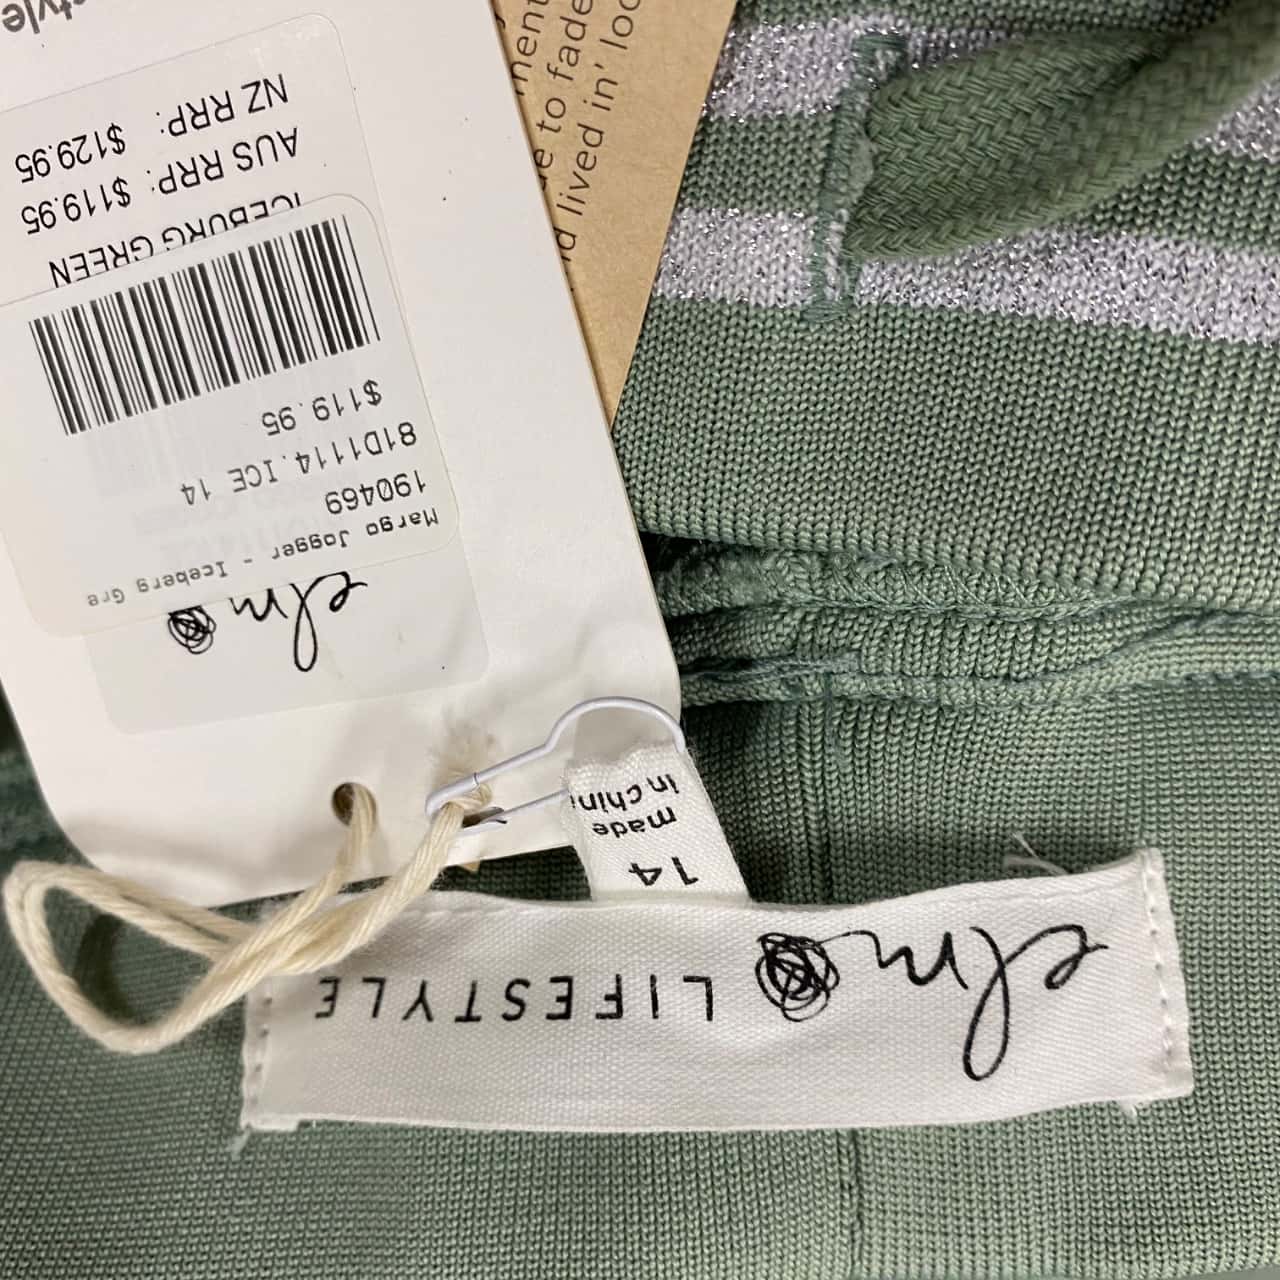 style
NZ RRP: $129.95
AUS RRP: $119.95
ICEBURG GREEN
$119.95
81D1114.ICE 14
190469
Margo Jogger - Iceberg Gre
elm
to fade
lived in' loo
made
in chin
14
elm LIFESTYLE